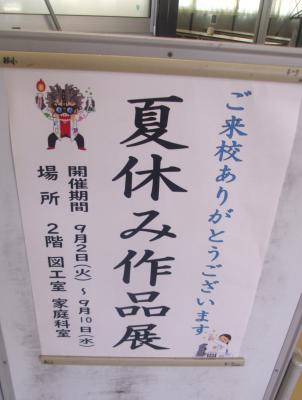 ご来校ありがとうございます
夏休み作品展
開催期間 9月2日(火)～9月10日(水)
場所 2階 図工室 家庭科室